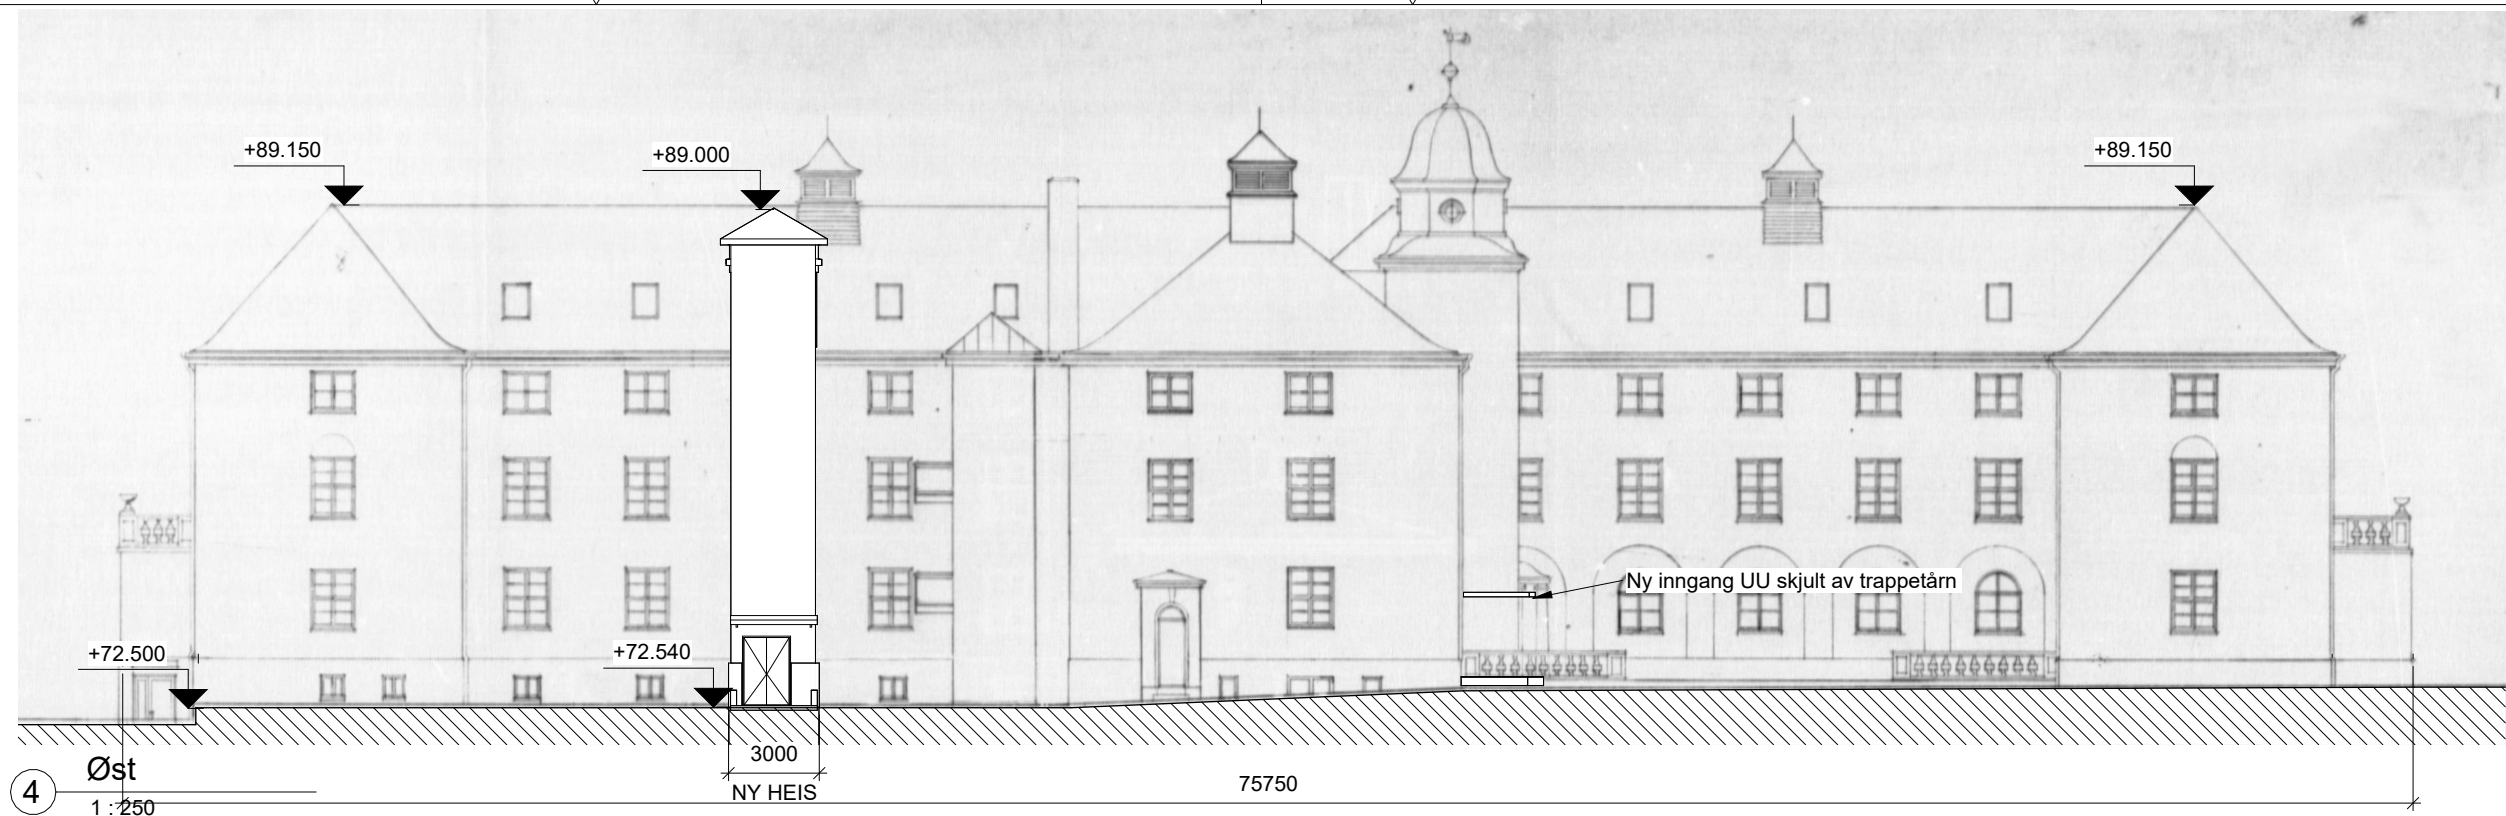 +89.150
+89.000
+89.150
Ny inngang UU skjult av trappetårn
+72.500
+72.540
3000
NY HEIS
75750
4
Øst
1 : 250